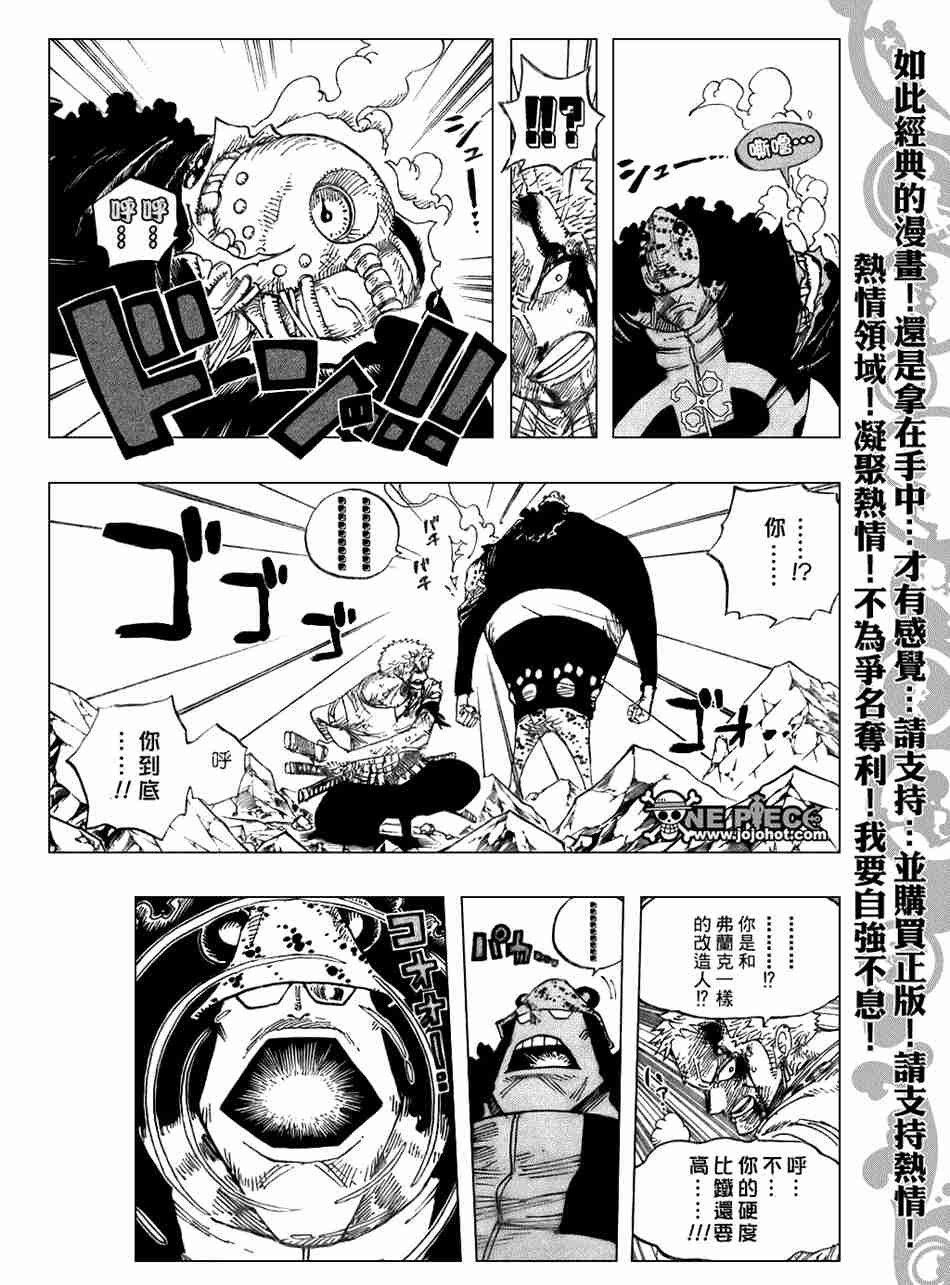 如此經典的漫畫！還是拿在手中…才有感覺…請支持…並購買正版！請支持熱情！
熱情領域！凝聚熱情！不為爭名奪利！我要自強不息！
嘶嚕…
!!?
呼
呼
……
ドーン!!
你
……!?
………………
バチ
バチ
ゴゴゴ
ゴオ…
呼
你到底
……!!
ONE PIECE
www.jojohot.com
…………
………!?
你是和
弗蘭克一樣
的改造人!?
呼…
不…
你的硬度
比鐵還要
高……!!!
…………
パカ……
コオオオー…!!